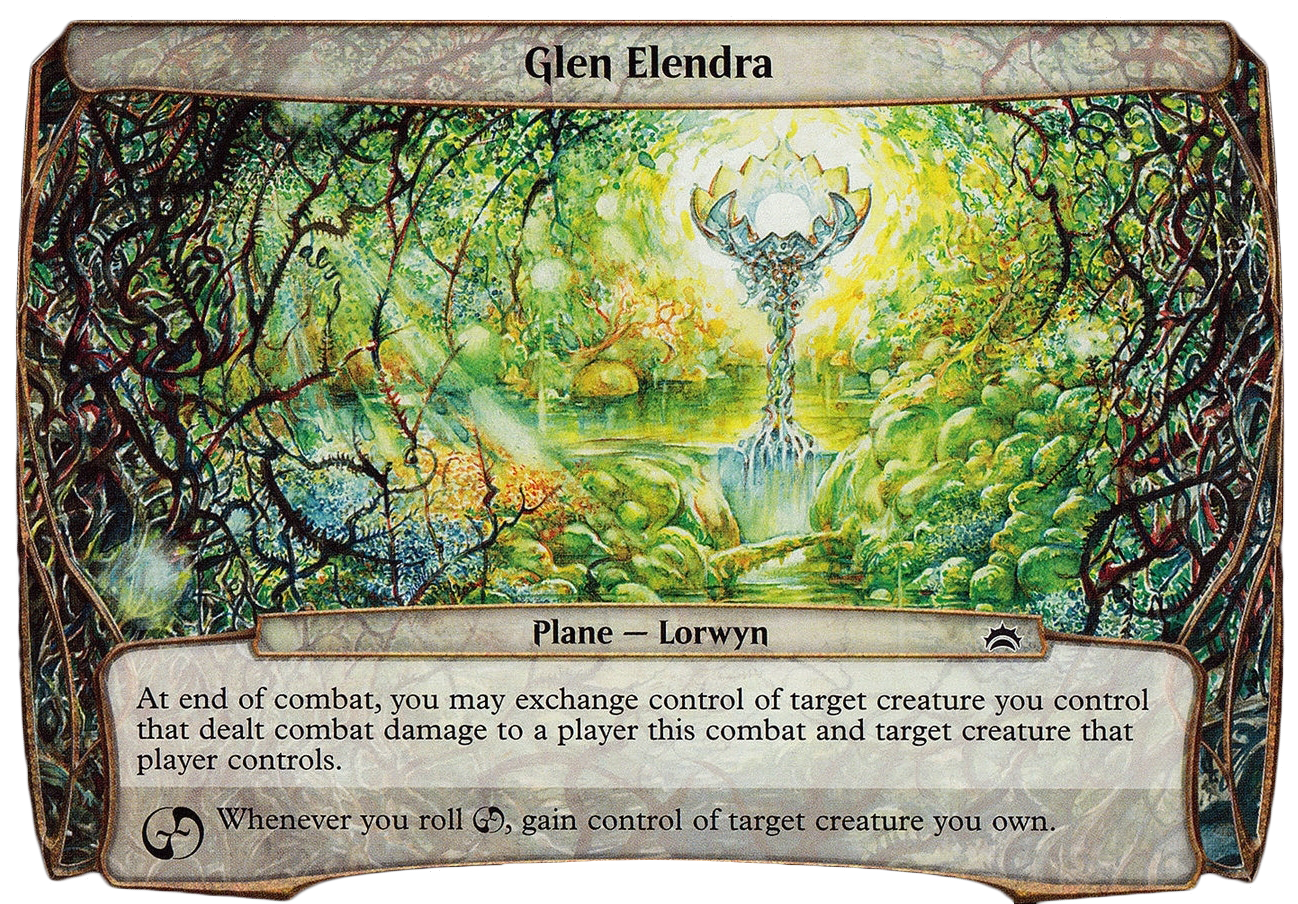 Glen Elendra
Plane — Lorwyn
At end of combat, you may exchange control of target creature you control
that dealt combat damage to a player this combat and target creature that
player controls.
Whenever you roll , gain control of target creature you own.